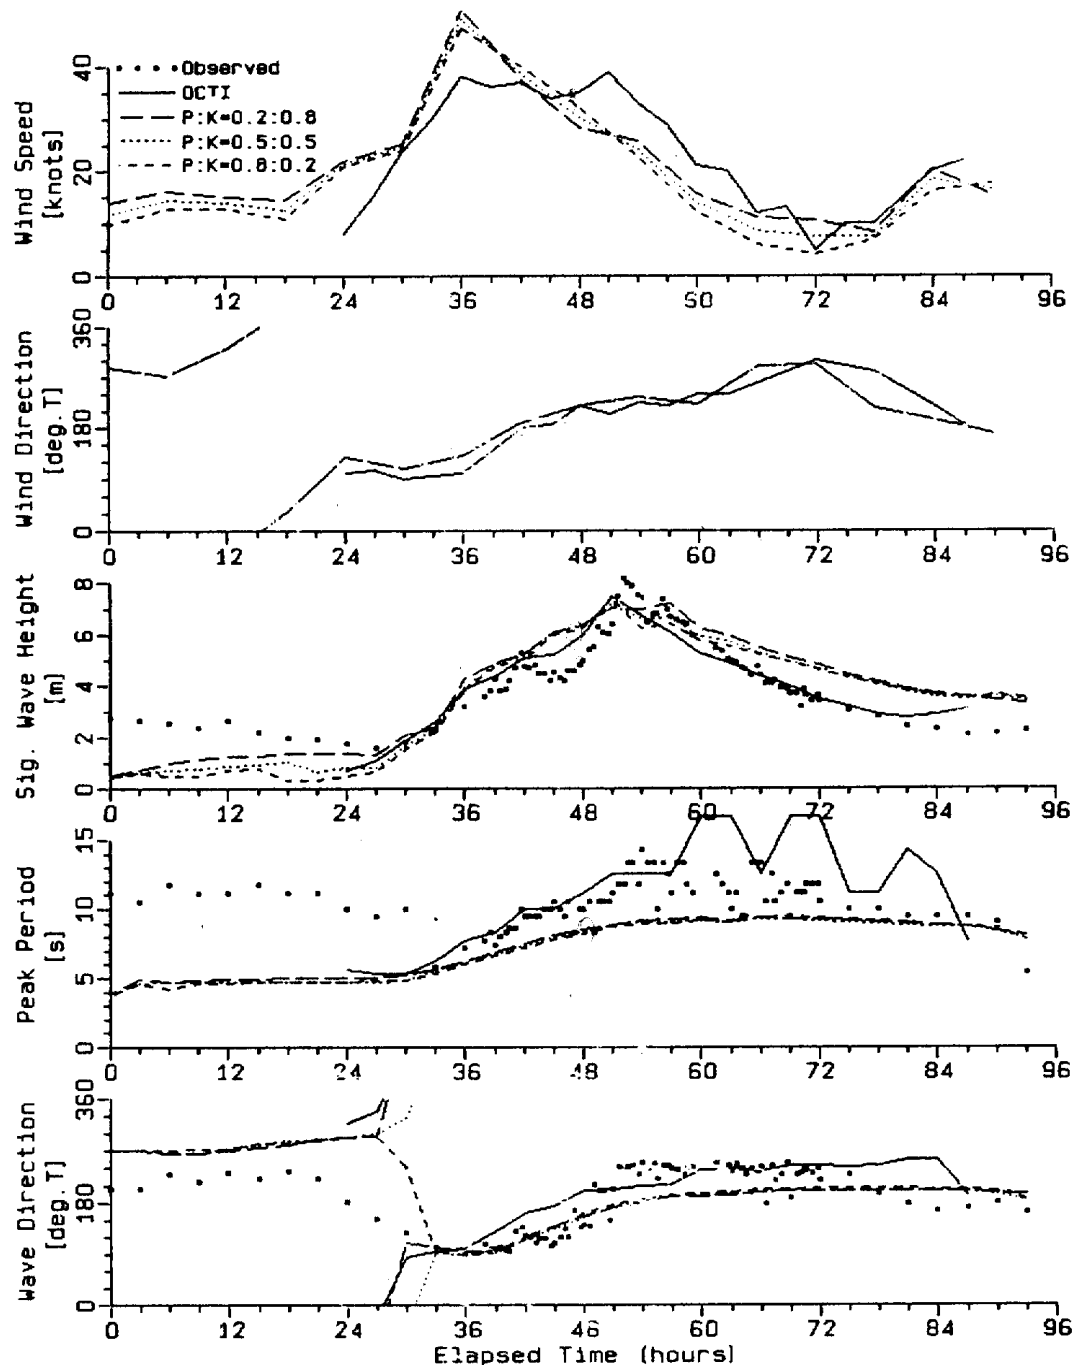 Observed
OCTI
P:K=0.2:0.8
P:K=0.5:0.5
P:K=0.8:0.2
Wind Speed
[knots]
0 20 40
0 12 24 36 48 60 72 84 96
Wind Direction
[deg.T]
0 180 360
0 12 24 36 48 60 72 84 96
Sig. Wave Height
[m]
0 2 4 6 8
0 12 24 36 48 60 72 84 96
Peak Period
[s]
0 5 10 15
0 12 24 36 48 60 72 84 96
Wave Direction
[deg.T]
0 180 360
0 12 24 36 48 60 72 84 96
Elapsed Time (hours)